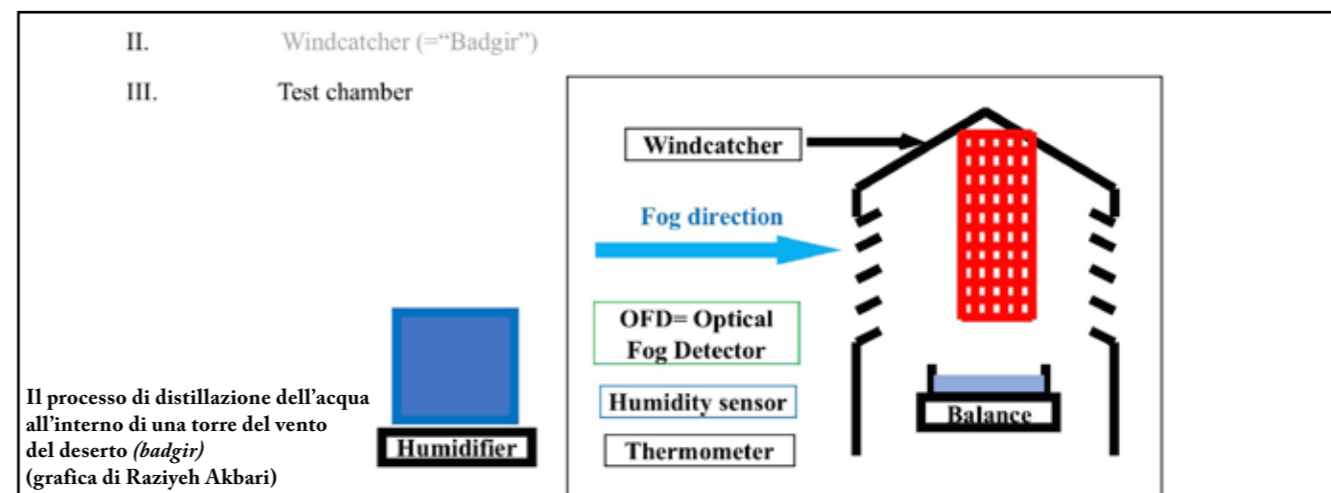 II. Windcatcher (=“Badgir”)
III. Test chamber
Windcatcher
Fog direction
OFD= Optical
Fog Detector
Humidity sensor
Thermometer
Balance
Humidifier
Il processo di distillazione dell’acqua
all’interno di una torre del vento
del deserto (badgir)
(grafica di Raziyeh Akbari)